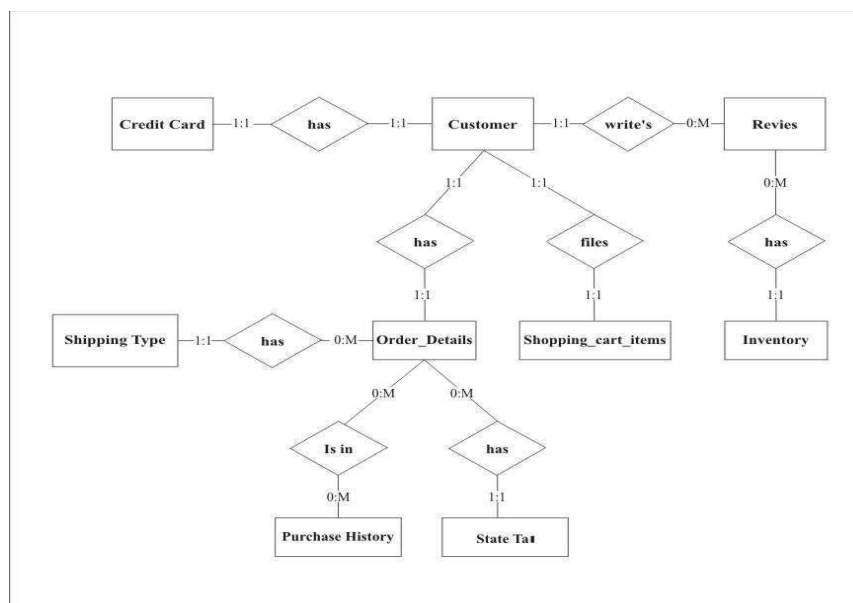 Credit Card 1:1 has 1:1 Customer 1:1 write's 0:M Revies
1:1 1:1 0:M
has files has
1:1 1:1 1:1
Shipping Type 1:1 has 0:M Order_Details Shopping_cart_items Inventory
0:M 0:M
Is in has
0:M 1:1
Purchase History State